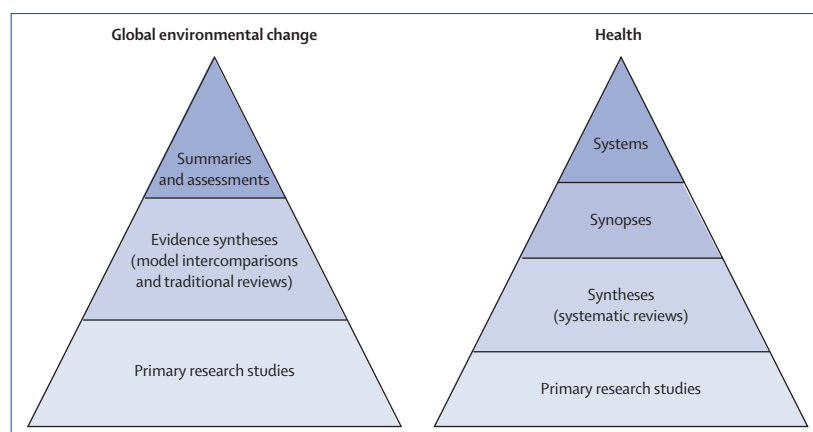 Global environmental change
Summaries
and assessments
Evidence syntheses
(model intercomparisons
and traditional reviews)
Primary research studies
Health
Systems
Synopses
Syntheses
(systematic reviews)
Primary research studies